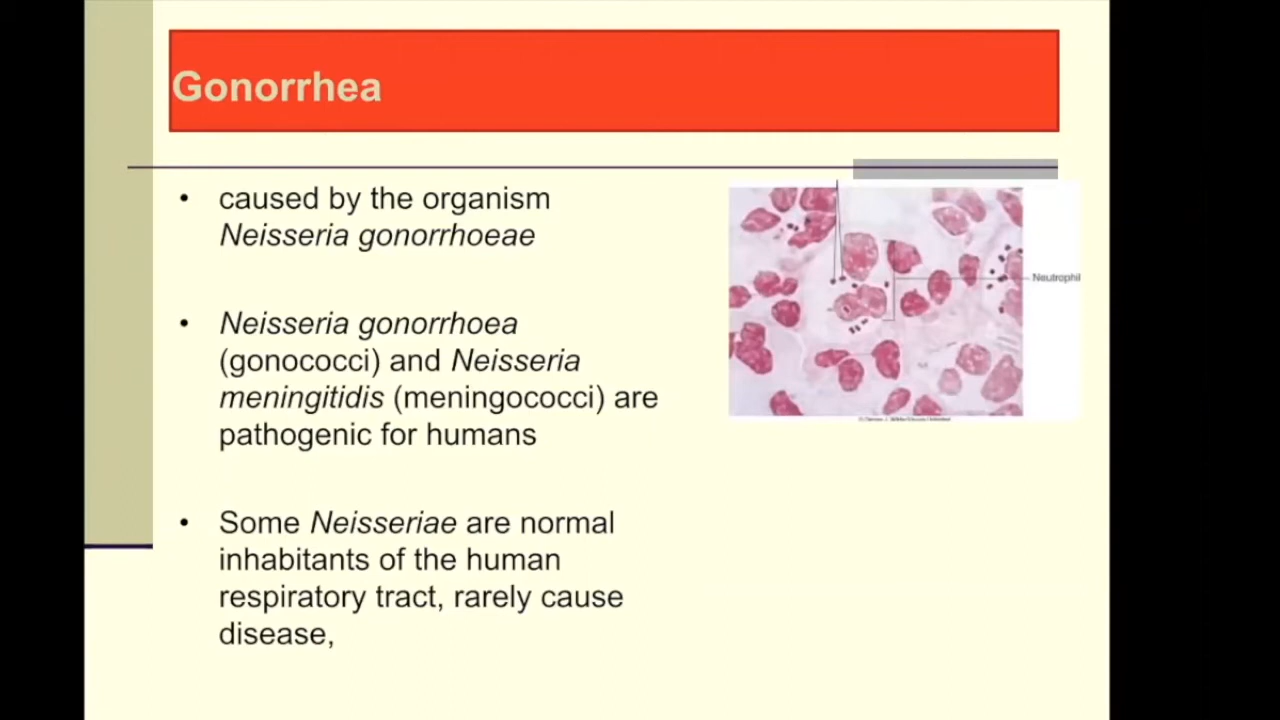 Gonorrhea
• caused by the organism
Neisseria gonorrhoeae
• Neisseria gonorrhoea
(gonococci) and Neisseria
meningitidis (meningococci) are
pathogenic for humans
• Some Neisseriae are normal
inhabitants of the human
respiratory tract, rarely cause
disease,
Neutrophil